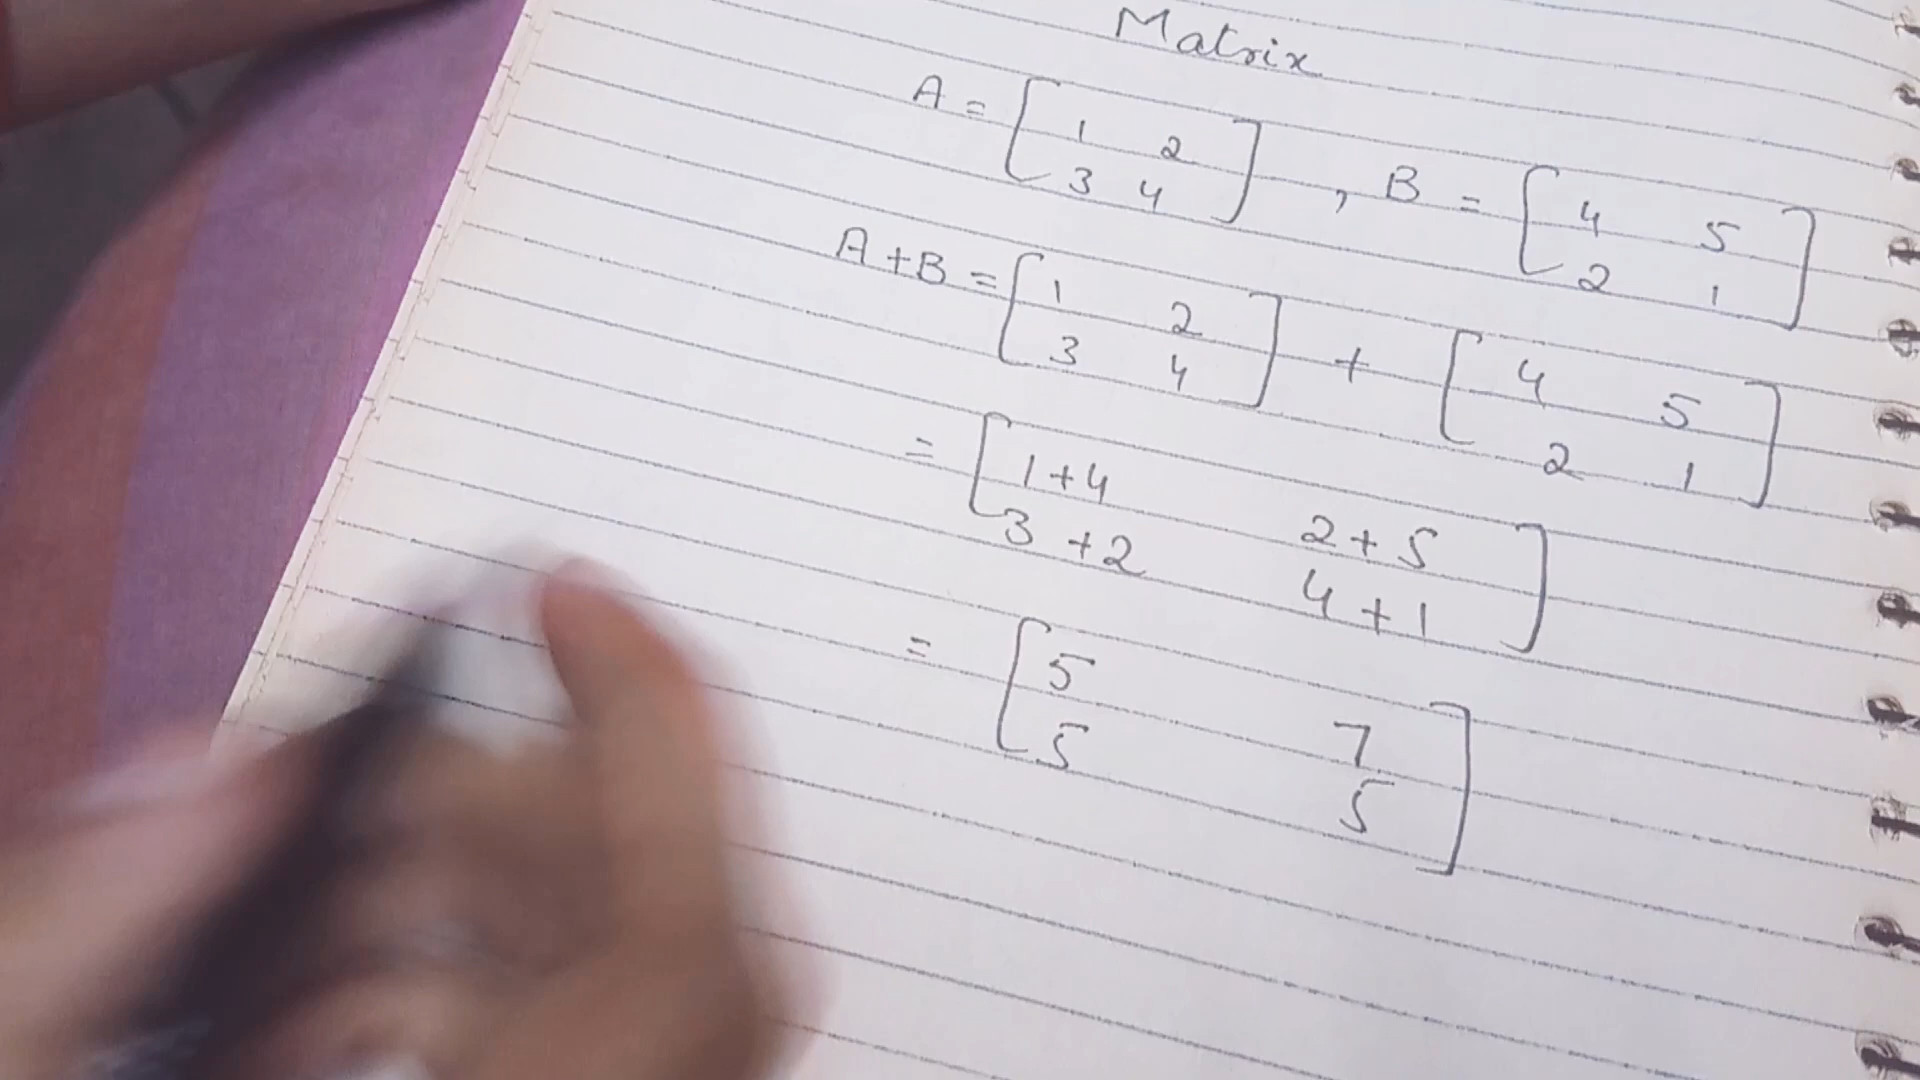 Matrix
A = [ 1 2
3 4 ] , B = [ 4 5
2 1 ]
A+B = [ 1 2
3 4 ] + [ 4 5
2 1 ]
= [ 1+4 2+5
3+2 4+1 ]
= [ 5 7
5 5 ]